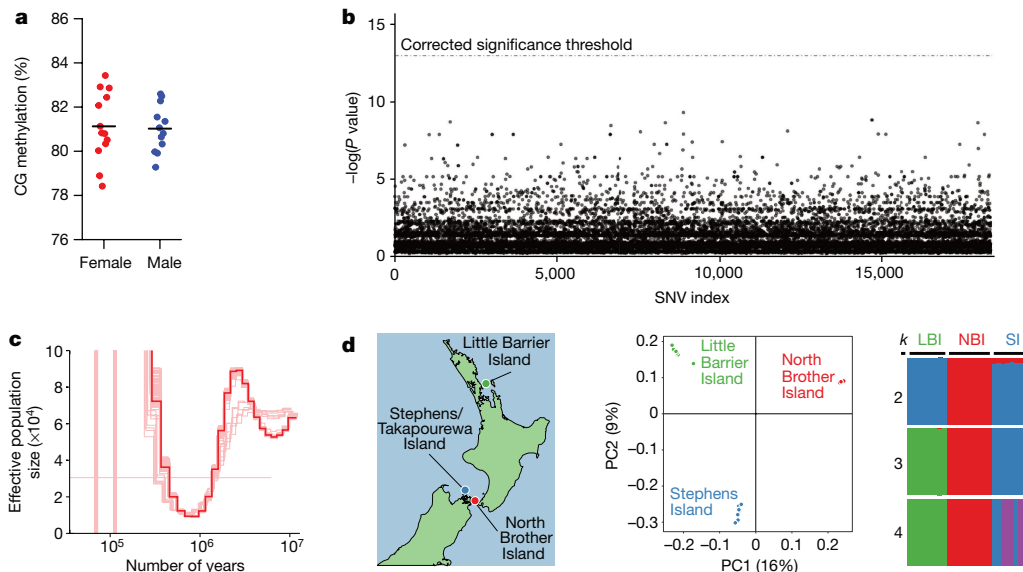 a
86
84
82
80
78
76
CG methylation (%)
Female
Male
b
15
10
5
0
–log(P value)
Corrected significance threshold
0
5,000
10,000
15,000
SNV index
c
10
8
6
4
2
0
Effective population
size (×10⁴)
10⁵
10⁶
10⁷
Number of years
d
Little Barrier
Island
Stephens/
Takapourewa
Island
North
Brother
Island
0.2
0.1
0
–0.1
–0.2
–0.3
PC2 (9%)
Little
Barrier
Island
North
Brother
Island
Stephens
Island
–0.2
–0.1
0
0.1
0.2
PC1 (16%)
k
LBI
NBI
SI
2
3
4